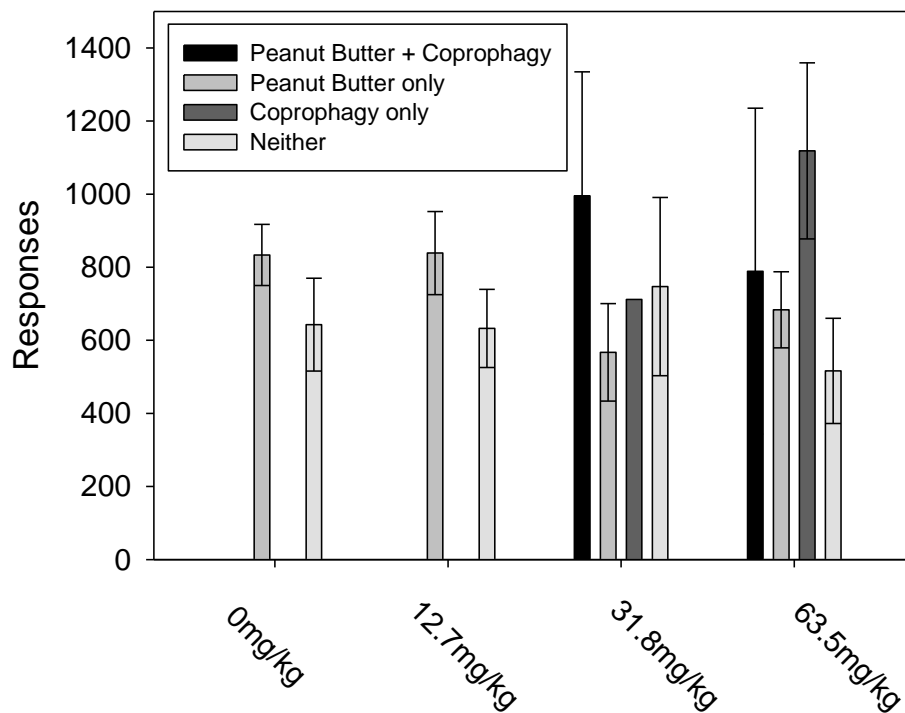 1400
1200
1000
800
600
400
200
0
Responses
Peanut Butter + Coprophagy
Peanut Butter only
Coprophagy only
Neither
0mg/kg
12.7mg/kg
31.8mg/kg
63.5mg/kg